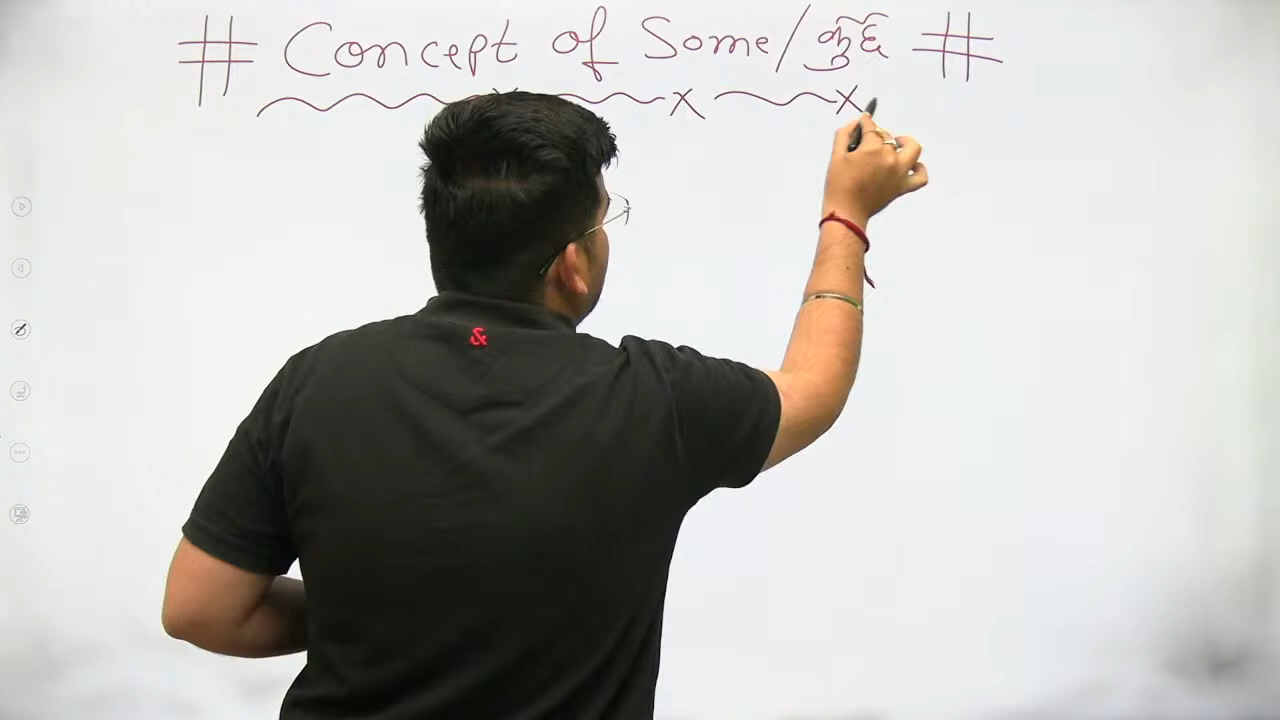 # Concept of Some/कुछ #
&